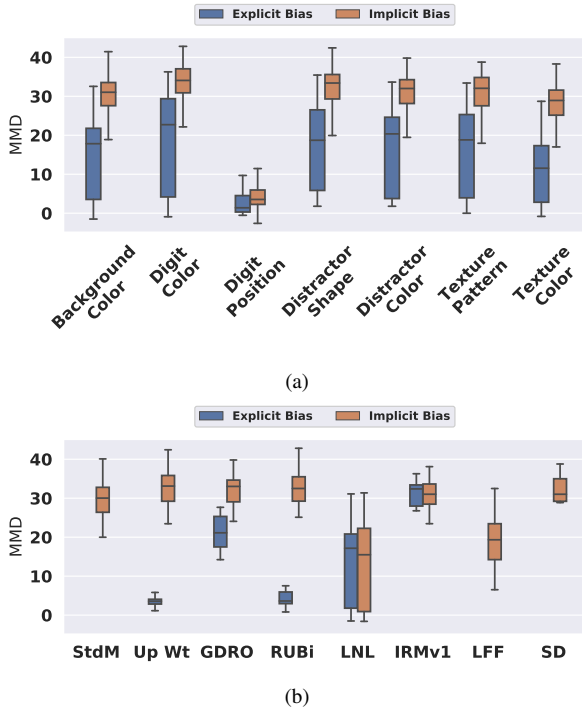 Explicit Bias Implicit Bias
40
30
20
10
0
MMD
Background Color
Digit Color
Digit Position
Distractor Shape
Distractor Color
Texture Pattern
Texture Color
(a)
Explicit Bias Implicit Bias
40
30
20
10
0
MMD
StdM Up Wt GDRO RUBi LNL IRMv1 LFF SD
(b)